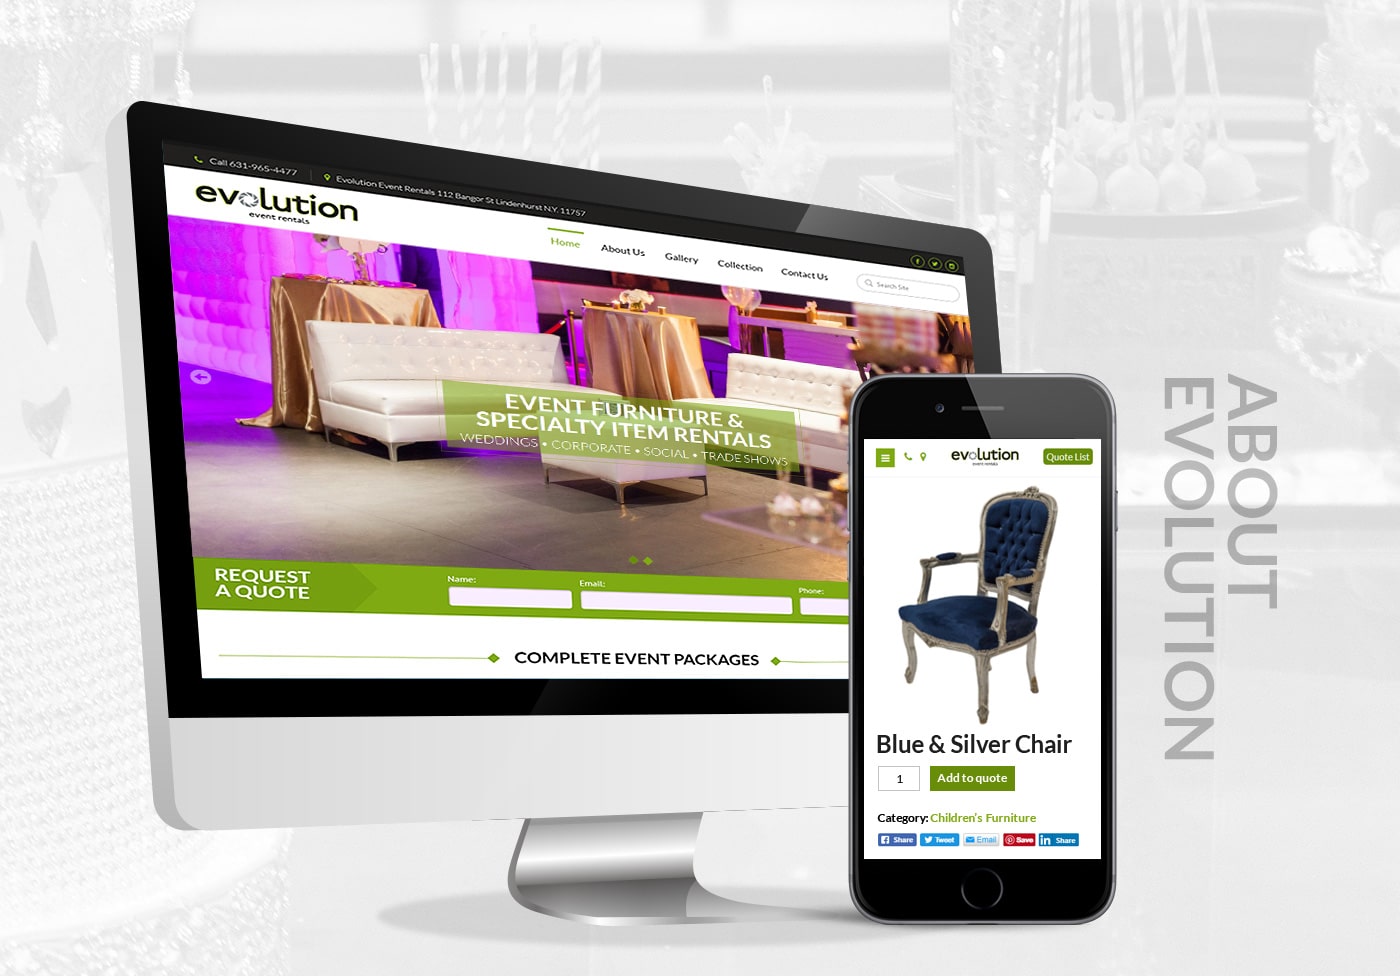 Call 631-965-4477
Evolution Event Rentals 112 Bangor St Lindenhurst N.Y. 11757
evolution
event rentals
Home
About Us
Gallery
Collection
Contact Us
Search Site
EVENT FURNITURE &
SPECIALTY ITEM RENTALS
WEDDINGS • CORPORATE • SOCIAL • TRADE SHOWS
REQUEST
A QUOTE
Name:
Email:
Phone:
COMPLETE EVENT PACKAGES
evolution
event rentals
Quote List
Blue & Silver Chair
1
Add to quote
Category: Children's Furniture
Share
Tweet
Email
Save
Share
ABOUT
EVOLUTION